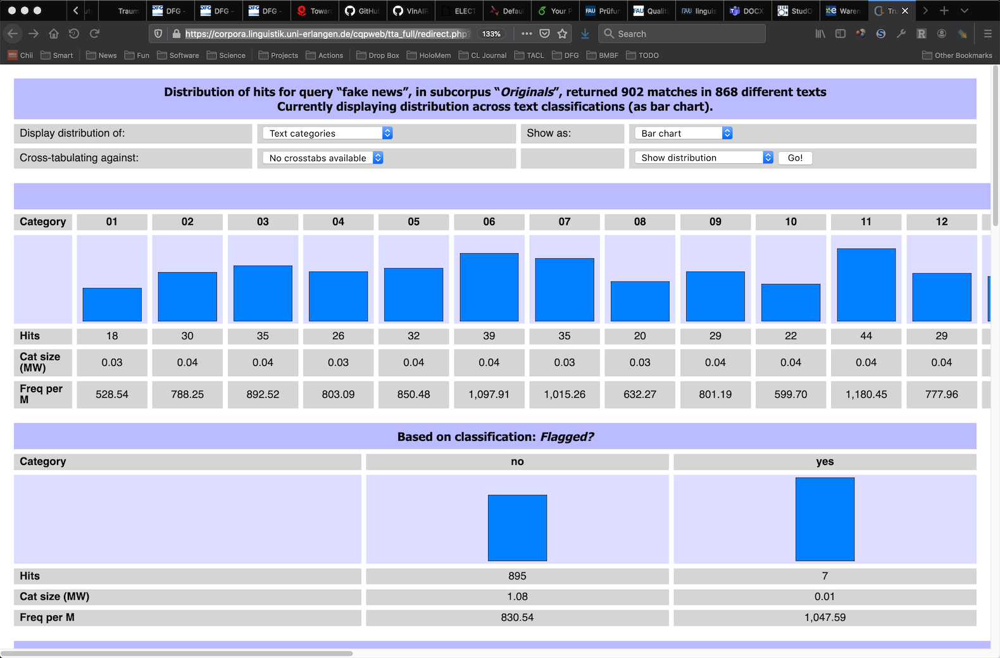 Traum
DFG -
DFG -
DFG -
Towar
GitHub
VinAIR
ELECT
Defau
Your P
Prüfun
Qualit
linguis
DOCX
StudO
Waren
Tru
https://corpora.linguistik.uni-erlangen.de/cqpweb/tta_full/redirect.php?
133%
Search
Chii
Smart
News
Fun
Software
Science
Projects
Actions
Drop Box
HoloMem
CL Journal
TACL
DFG
BMBF
TODO
Other Bookmarks
Distribution of hits for query “fake news”, in subcorpus “Originals”, returned 902 matches in 868 different texts
Currently displaying distribution across text classifications (as bar chart).
Display distribution of: Text categories Show as: Bar chart
Cross-tabulating against: No crosstabs available Show distribution Go!
Category 01 02 03 04 05 06 07 08 09 10 11 12
Hits 18 30 35 26 32 39 35 20 29 22 44 29
Cat size
(MW) 0.03 0.04 0.04 0.03 0.04 0.04 0.03 0.03 0.04 0.04 0.04 0.04
Freq per
M 528.54 788.25 892.52 803.09 850.48 1,097.91 1,015.26 632.27 801.19 599.70 1,180.45 777.96
Based on classification: Flagged?
Category no yes
Hits 895 7
Cat size (MW) 1.08 0.01
Freq per M 830.54 1,047.59